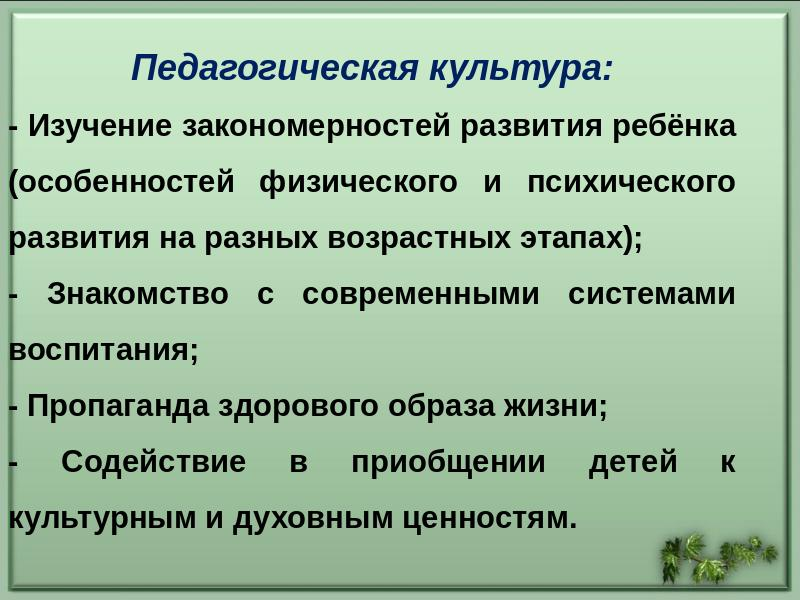 Педагогическая культура:
- Изучение закономерностей развития ребёнка
(особенностей физического и психического
развития на разных возрастных этапах);
- Знакомство с современными системами
воспитания;
- Пропаганда здорового образа жизни;
- Содействие в приобщении детей к
культурным и духовным ценностям.